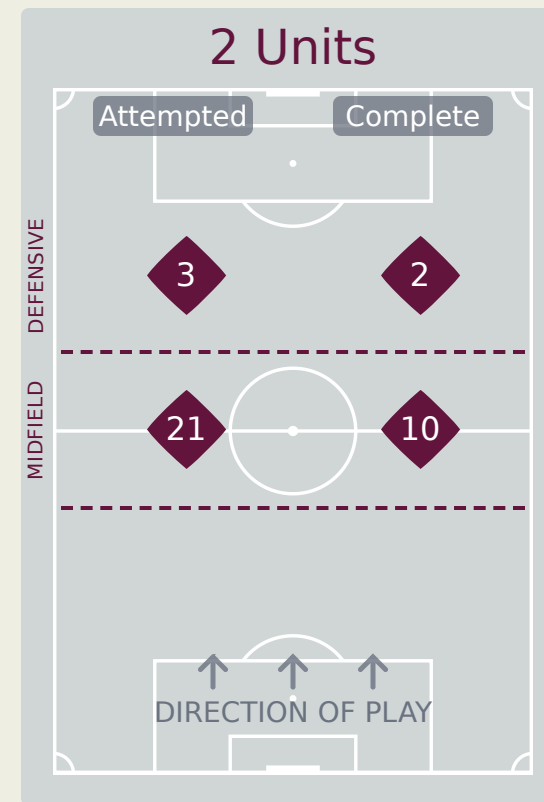 2 Units
Attempted
Complete
DEFENSIVE
3
2
MIDFIELD
21
10
DIRECTION OF PLAY